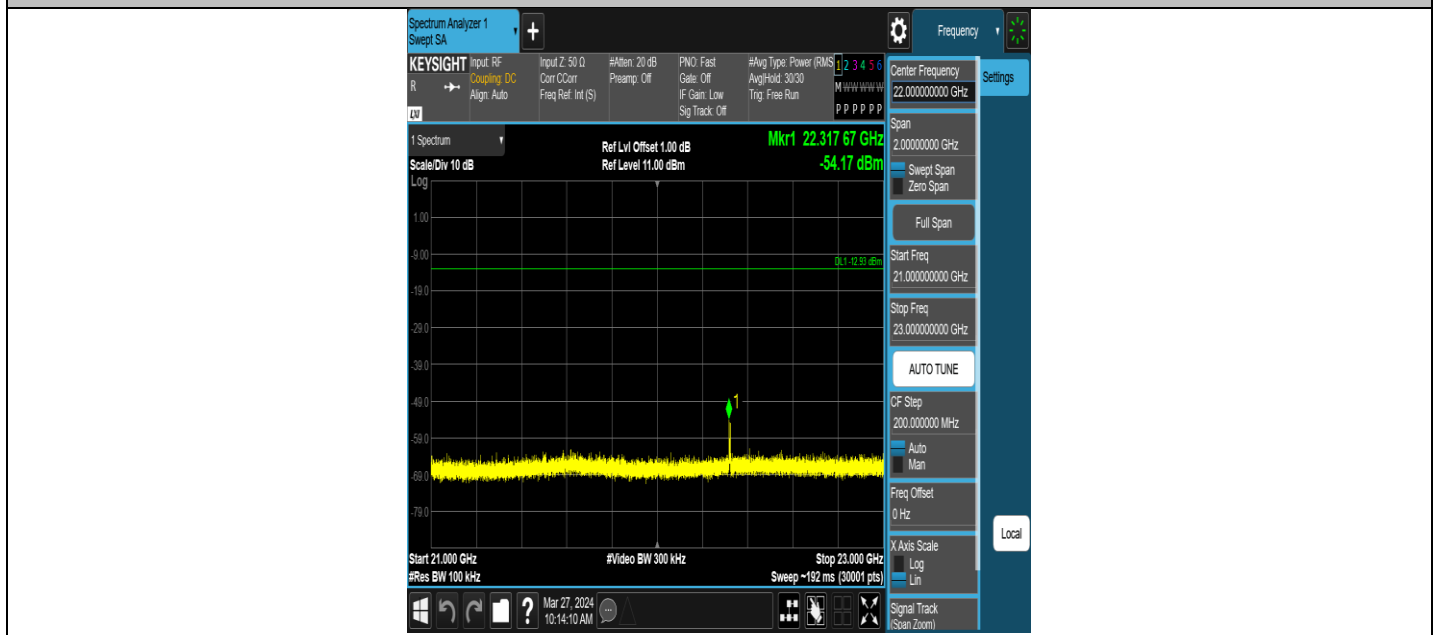 Spectrum Analyzer 1
Swept SA
+
Frequency
KEYSIGHT
R
LXI
Input: RF
Coupling: DC
Align: Auto
Input Z: 50 Ω
Corr CCorr
Freq Ref: Int (S)
#Atten: 20 dB
Preamp: Off
PNO: Fast
Gate: Off
IF Gain: Low
Sig Track: Off
#Avg Type: Power (RMS
Avg|Hold: 30/30
Trig: Free Run
1 2 3 4 5 6
M W W W W W
P P P P P P
1 Spectrum
Scale/Div 10 dB
Log
Ref Lvl Offset 1.00 dB
Ref Level 11.00 dBm
Mkr1 22.317 67 GHz
-54.17 dBm
1.00
-9.00
DL1 -12.93 dBm
-19.0
-29.0
-39.0
-49.0
1
-59.0
-69.0
-79.0
Start 21.000 GHz
#Res BW 100 kHz
#Video BW 300 kHz
Stop 23.000 GHz
Sweep ~192 ms (30001 pts)
?
Mar 27, 2024
10:14:10 AM
Center Frequency
22.000000000 GHz
Settings
Span
2.00000000 GHz
Swept Span
Zero Span
Full Span
Start Freq
21.000000000 GHz
Stop Freq
23.000000000 GHz
AUTO TUNE
CF Step
200.000000 MHz
Auto
Man
Freq Offset
0 Hz
X Axis Scale
Log
Lin
Local
Signal Track
(Span Zoom)